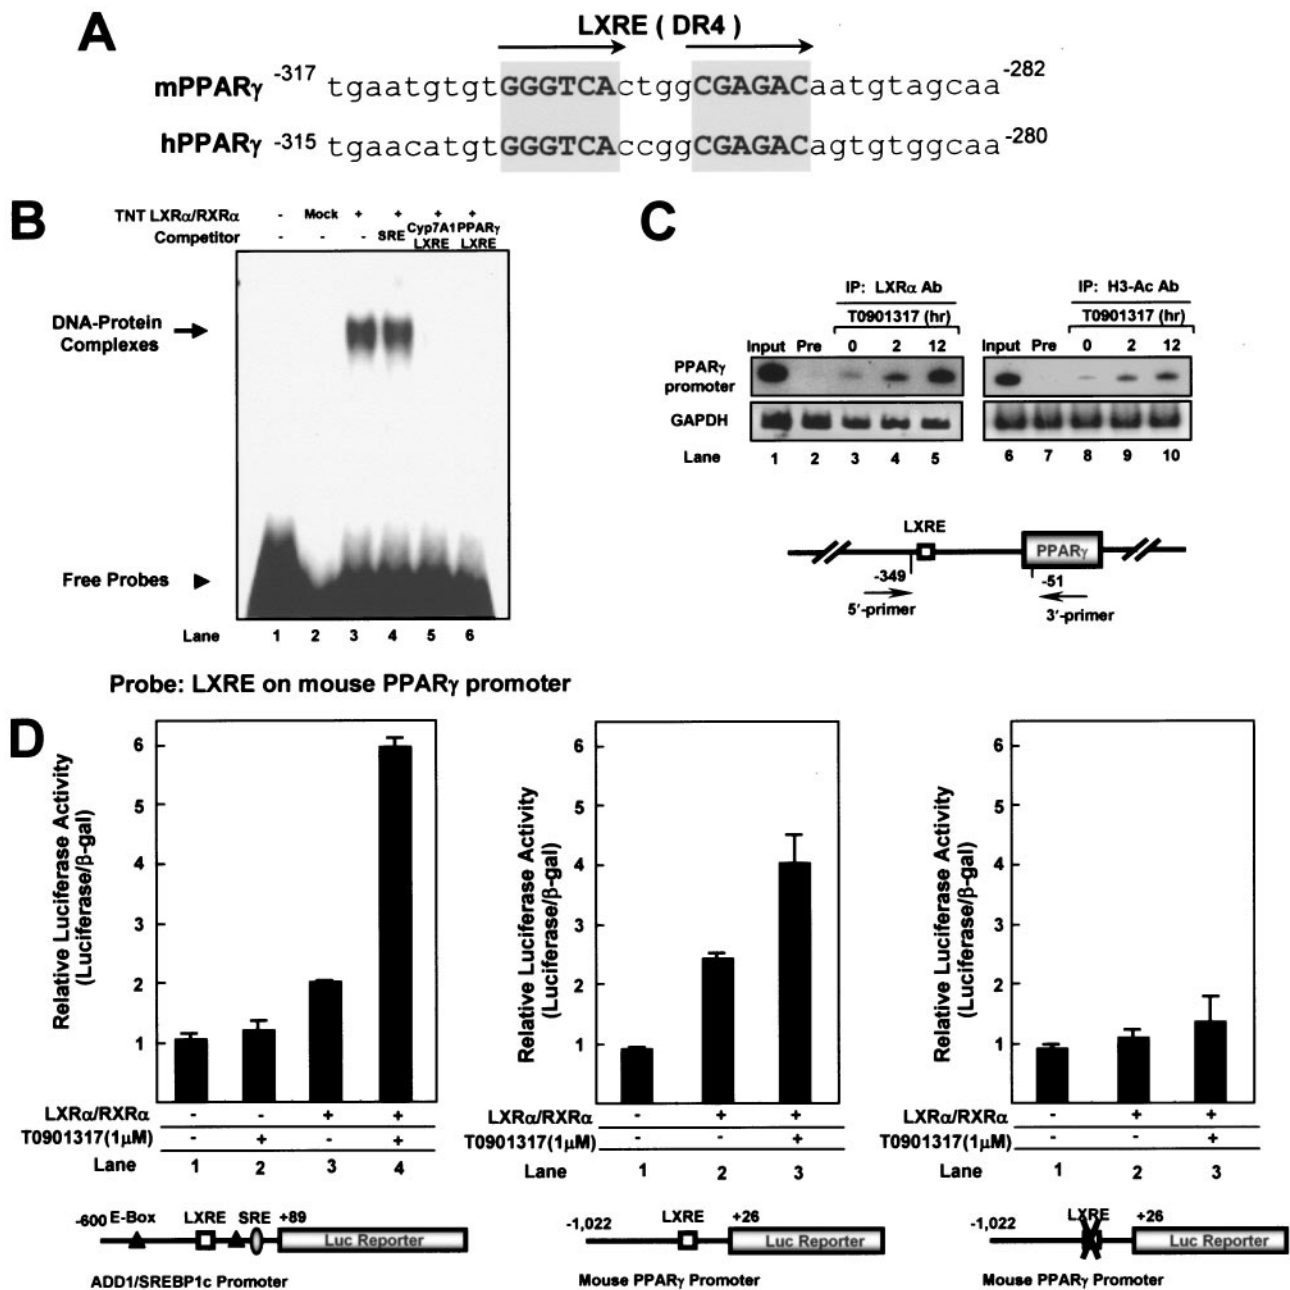 A
LXRE ( DR4 )
mPPARγ -317 tgaatgtgtGGGTCActggCGAGACaatgtagcaa -282
hPPARγ -315 tgaacatgtGGGTCAccggCGAGACagtgtggcaa -280
B
TNT LXRα/RXRα - Mock + + + +
Competitor - - - SRE Cyp7A1 LXRE PPARγ LXRE
DNA-Protein
Complexes
Free Probes
Lane 1 2 3 4 5 6
Probe: LXRE on mouse PPARγ promoter
C
IP: LXRα Ab IP: H3-Ac Ab
T0901317 (hr) T0901317 (hr)
Input Pre 0 2 12 Input Pre 0 2 12
PPARγ
promoter
GAPDH
Lane 1 2 3 4 5 6 7 8 9 10
LXRE
PPARγ
-349 -51
5'-primer 3'-primer
D
Relative Luciferase Activity
(Luciferase/β-gal)
6
5
4
3
2
1
LXRα/RXRα - - + +
T0901317(1μM) - + - +
Lane 1 2 3 4
-600 E-Box LXRE SRE +89
Luc Reporter
ADD1/SREBP1c Promoter
Relative Luciferase Activity
(Luciferase/β-gal)
6
5
4
3
2
1
LXRα/RXRα - + +
T0901317(1μM) - - +
Lane 1 2 3
-1,022 LXRE +26
Luc Reporter
Mouse PPARγ Promoter
Relative Luciferase Activity
(Luciferase/β-gal)
6
5
4
3
2
1
LXRα/RXRα - + +
T0901317(1μM) - - +
Lane 1 2 3
-1,022 LXRE +26
Luc Reporter
Mouse PPARγ Promoter